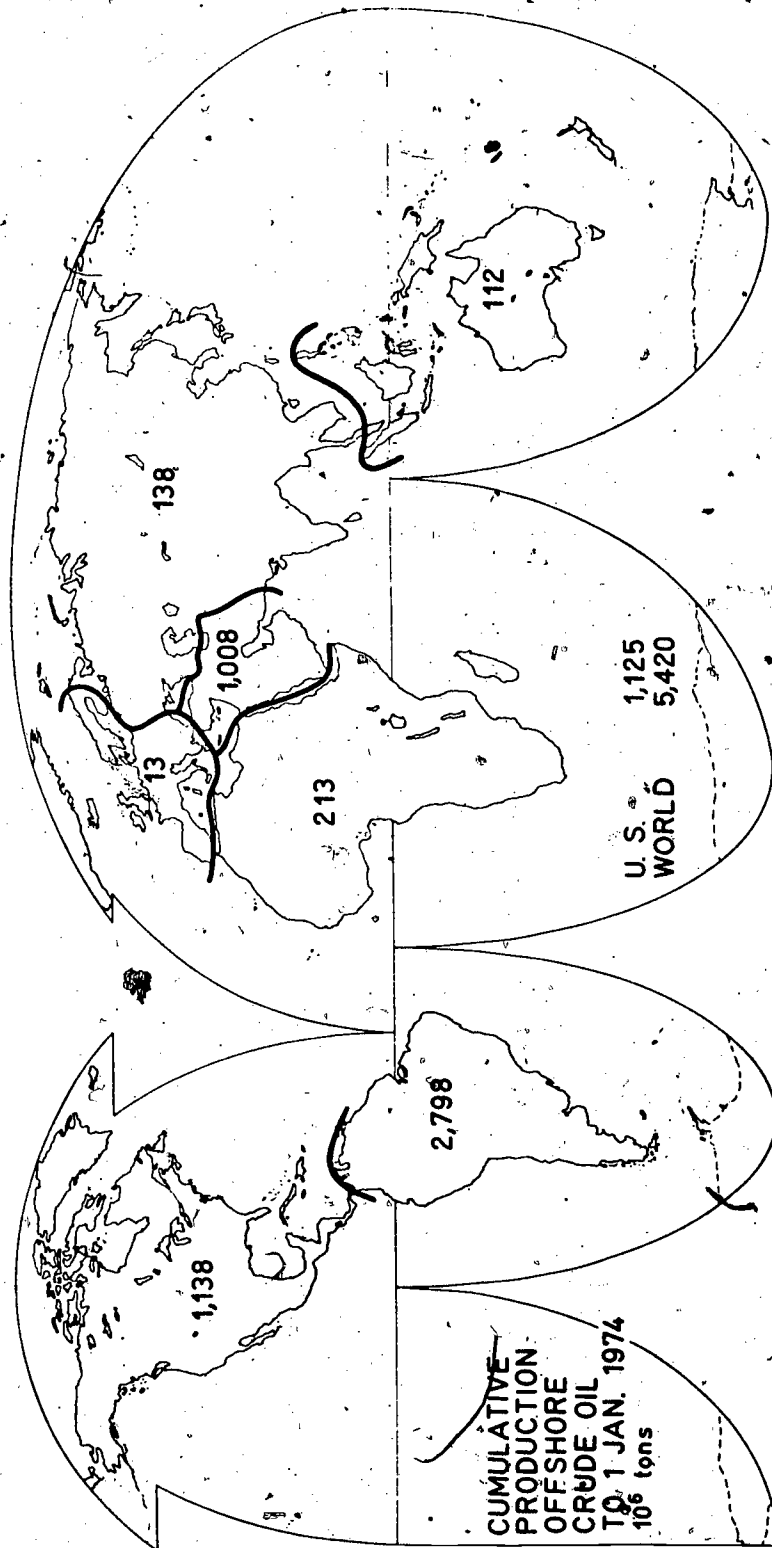 CUMULATIVE
PRODUCTION
OFFSHORE
CRUDE OIL
TO 1 JAN. 1974
10⁶ tons
1,138
2,798
13
213
1,008
138
112
U. S. 1,125
WORLD 5,420